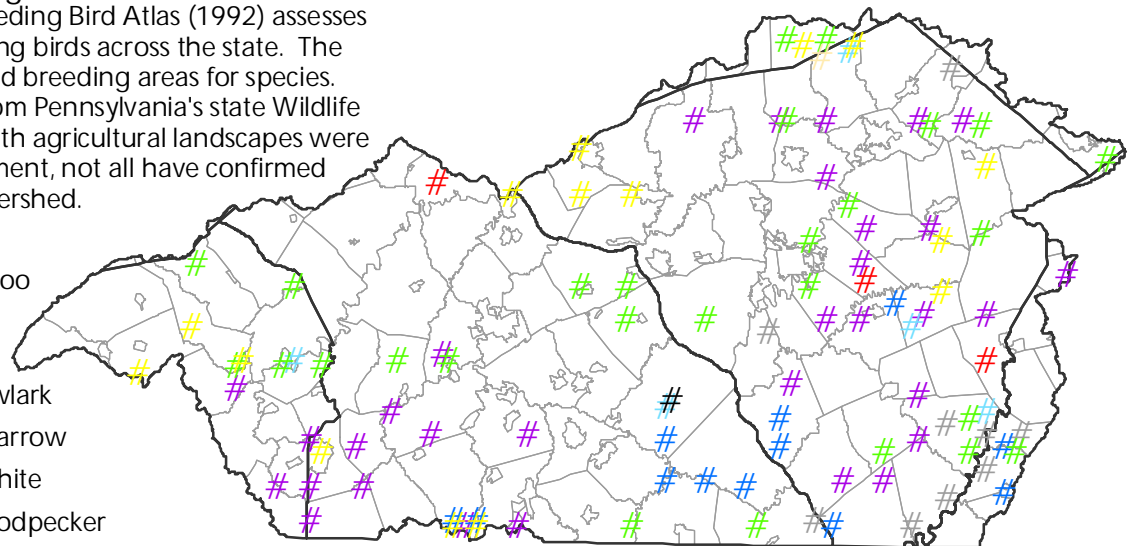 eeding Bird Atlas (1992) assesses
ng birds across the state. The
d breeding areas for species.
om Pennsylvania's state Wildlife
th agricultural landscapes were
ment, not all have confirmed
ershed.
oo
wlark
arrow
hite
odpecker